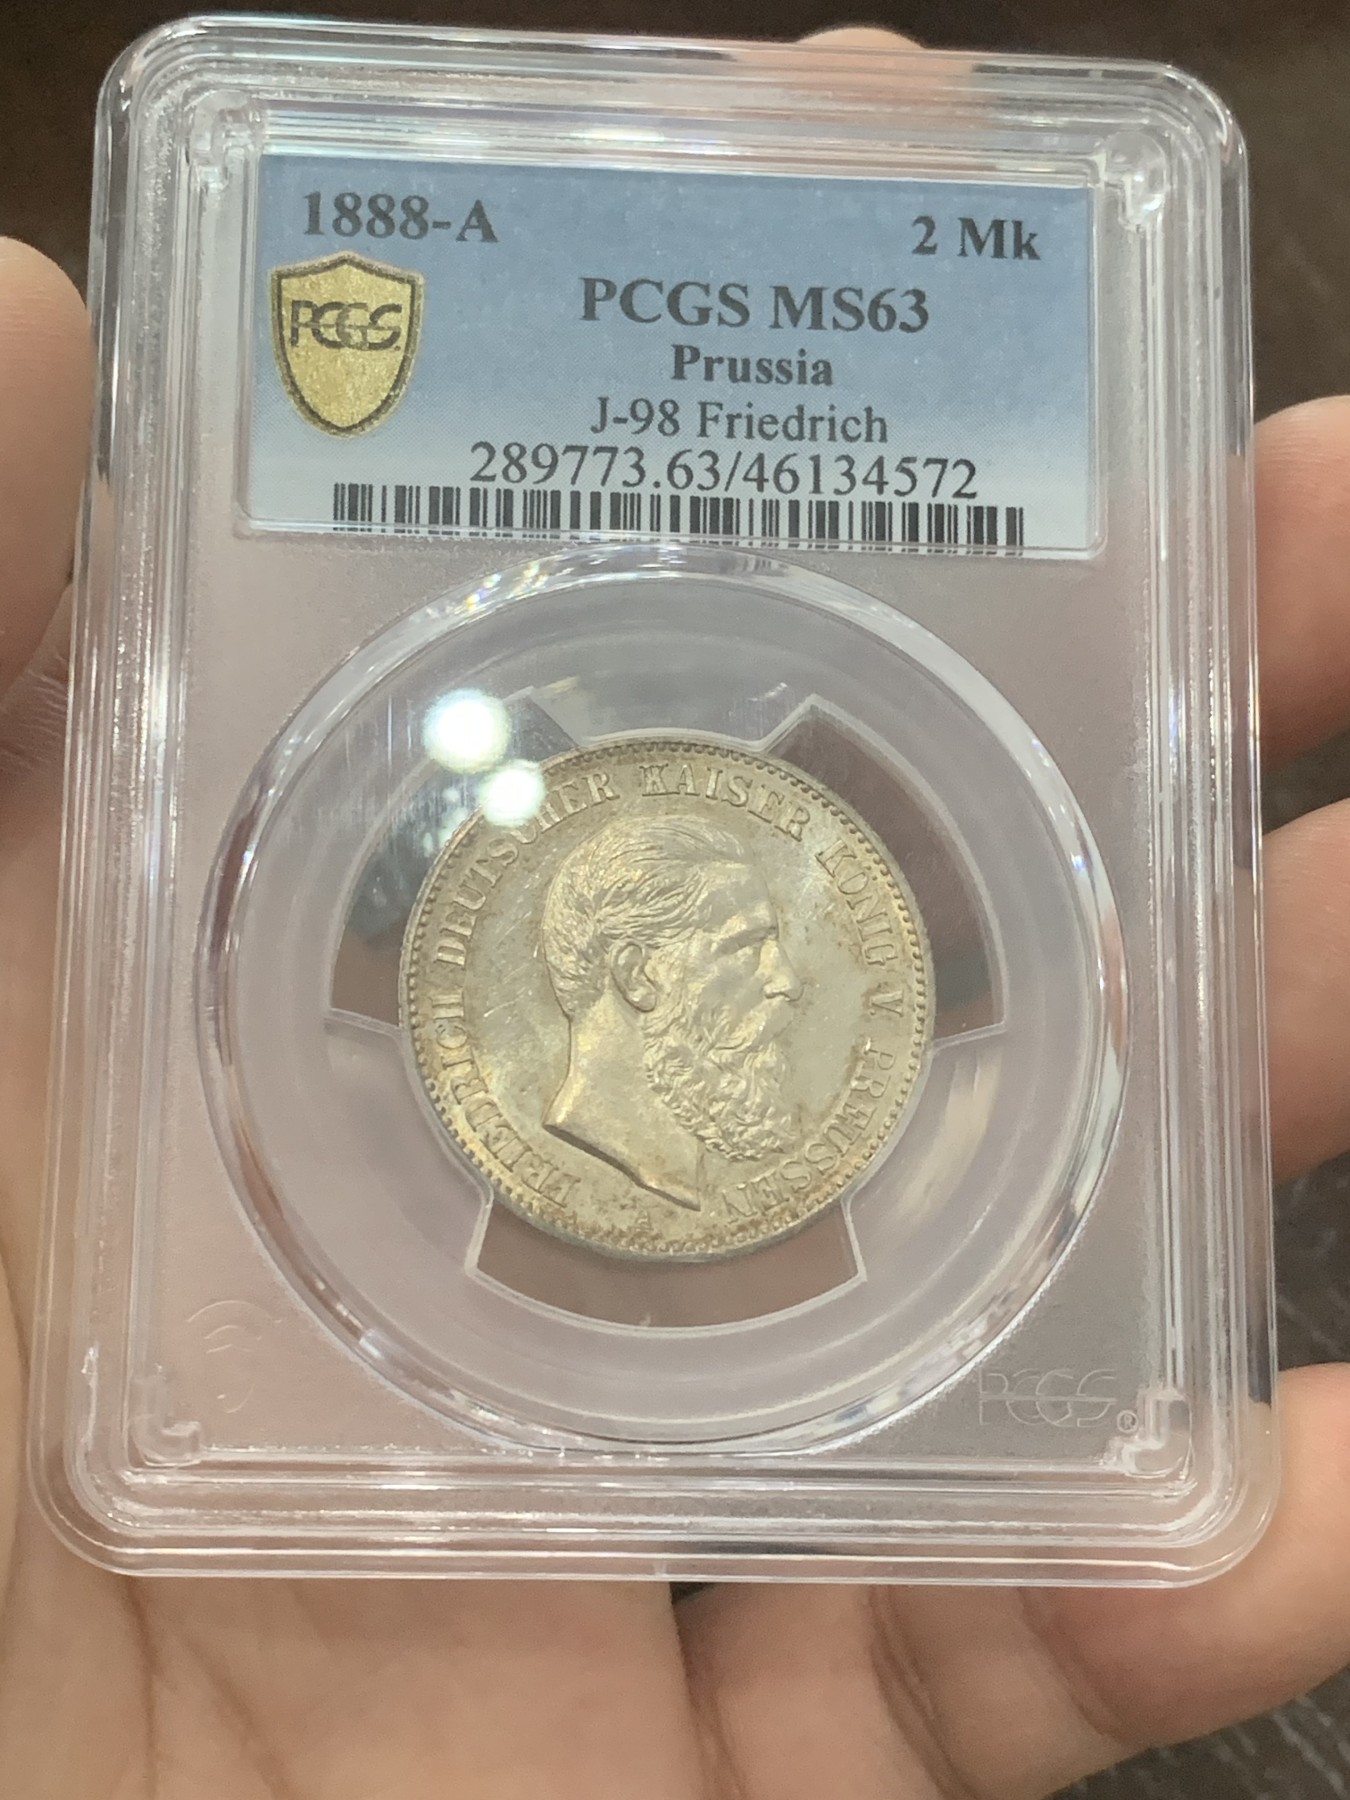 1888-A
2 Mk
PCGS
PCGS MS63
Prussia
J-98 Friedrich
289773.63/46134572
FRIEDRICH DEUTSCHER KAISER KÖNIG V. PREUSSEN
A
PCGS ®